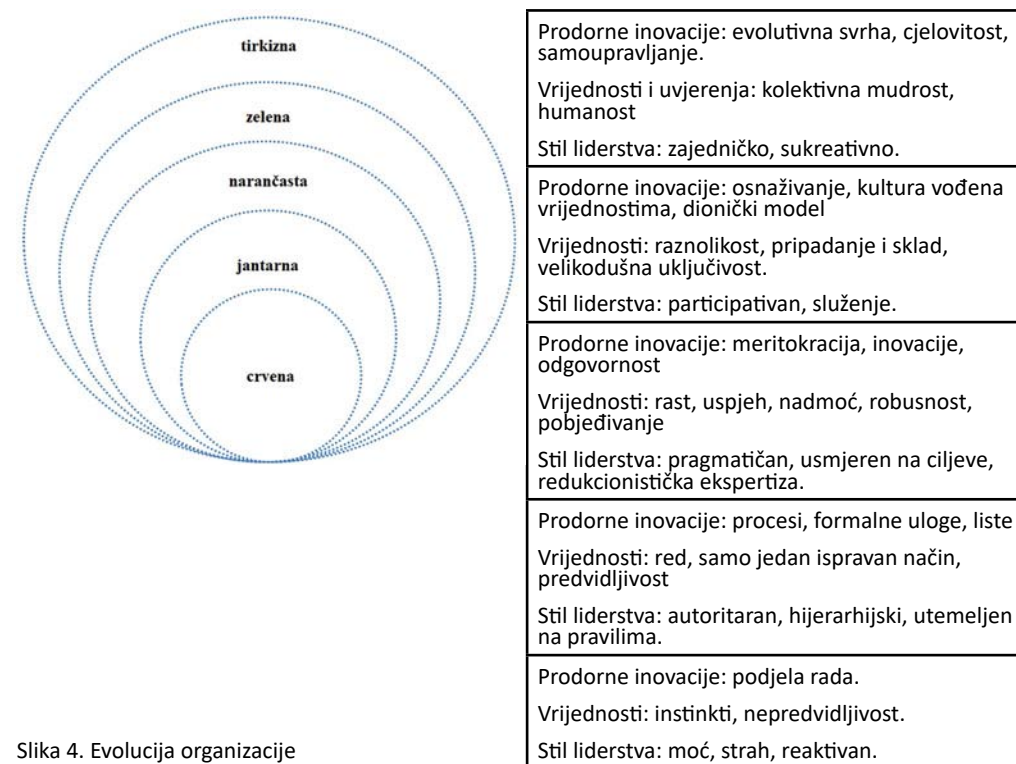 tirkizna
zelena
narančasta
jantarna
crvena
Prodorne inovacije: evolutivna svrha, cjelovitost,
samoupravljanje.
Vrijednosti i uvjerenja: kolektivna mudrost,
humanost
Stil liderstva: zajedničko, sukreativno.
Prodorne inovacije: osnaživanje, kultura vođena
vrijednostima, dionički model
Vrijednosti: raznolikost, pripadanje i sklad,
velikodušna uključivost.
Stil liderstva: participativan, služenje.
Prodorne inovacije: meritokracija, inovacije,
odgovornost
Vrijednosti: rast, uspjeh, nadmoć, robusnost,
pobjeđivanje
Stil liderstva: pragmatičan, usmjeren na ciljeve,
redukcionistička ekspertiza.
Prodorne inovacije: procesi, formalne uloge, liste
Vrijednosti: red, samo jedan ispravan način,
predvidljivost
Stil liderstva: autoritaran, hijerarhijski, utemeljen
na pravilima.
Prodorne inovacije: podjela rada.
Vrijednosti: instinkti, nepredvidljivost.
Stil liderstva: moć, strah, reaktivan.
Slika 4. Evolucija organizacije